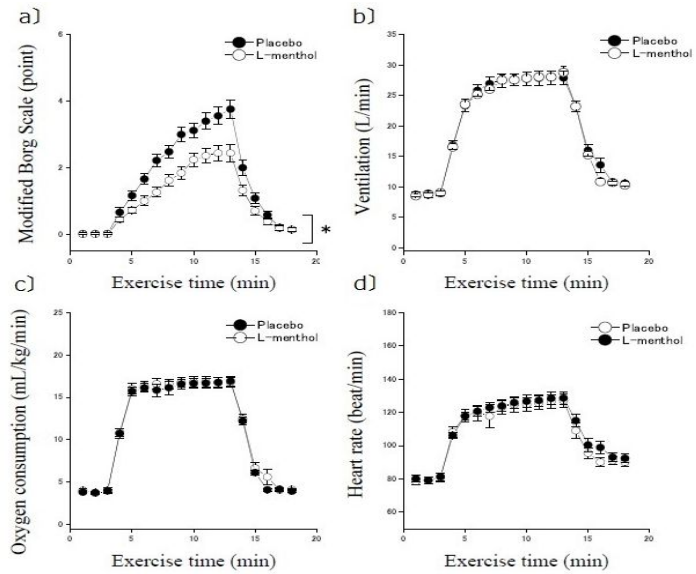 a)
Modified Borg Scale (point)
6
4
2
0
Placebo
L-menthol
*
0 5 10 15 20
Exercise time (min)
b)
Ventilation (L/min)
35
30
25
20
15
10
5
0
Placebo
L-menthol
0 5 10 15 20
Exercise time (min)
c)
Oxygen consumption (mL/kg/min)
25
20
15
10
5
0
Placebo
L-menthol
0 5 10 15 20
Exercise time (min)
d)
Heart rate (beat/min)
180
160
140
120
100
80
60
Placebo
L-menthol
0 5 10 15 20
Exercise time (min)